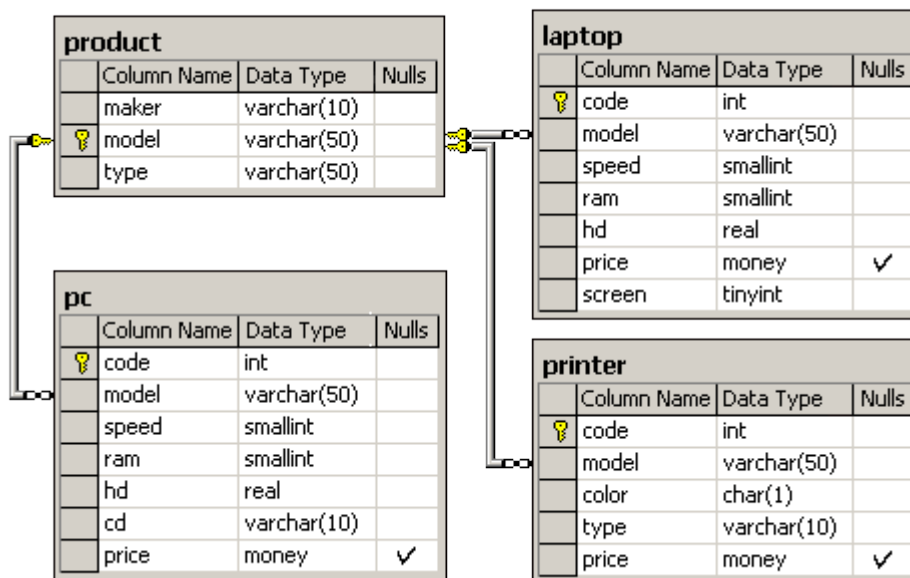 product
Column Name Data Type Nulls
maker varchar(10)
model varchar(50)
type varchar(50)
laptop
Column Name Data Type Nulls
code int
model varchar(50)
speed smallint
ram smallint
hd real
price money
screen tinyint
pc
Column Name Data Type Nulls
code int
model varchar(50)
speed smallint
ram smallint
hd real
cd varchar(10)
price money
printer
Column Name Data Type Nulls
code int
model varchar(50)
color char(1)
type varchar(10)
price money